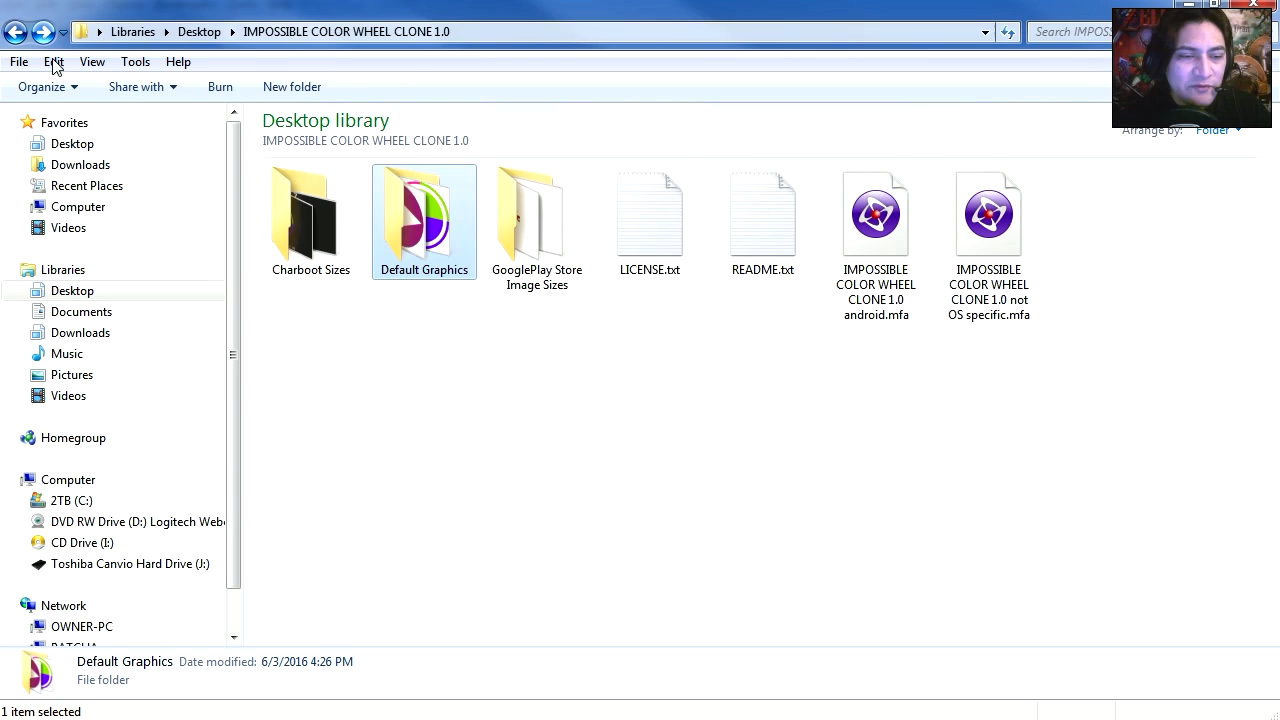 Libraries
Desktop
IMPOSSIBLE COLOR WHEEL CLONE 1.0
Search IMPOSS
File
Edit
View
Tools
Help
Organize
Share with
Burn
New folder
Favorites
Desktop
Downloads
Recent Places
Computer
Videos
Libraries
Desktop
Documents
Downloads
Music
Pictures
Videos
Homegroup
Computer
2TB (C:)
DVD RW Drive (D:) Logitech Web
CD Drive (I:)
Toshiba Canvio Hard Drive (J:)
Network
OWNER-PC
Desktop library
IMPOSSIBLE COLOR WHEEL CLONE 1.0
Arrange by:
Folder
Charboot Sizes
Default Graphics
GooglePlay Store
Image Sizes
LICENSE.txt
README.txt
IMPOSSIBLE
COLOR WHEEL
CLONE 1.0
android.mfa
IMPOSSIBLE
COLOR WHEEL
CLONE 1.0 not
OS specific.mfa
Default Graphics
Date modified: 6/3/2016 4:26 PM
File folder
1 item selected